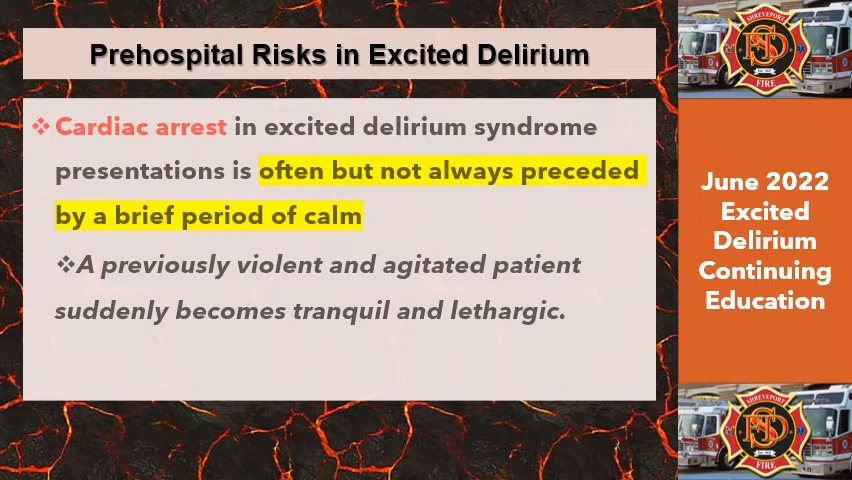 Prehospital Risks in Excited Delirium
❖Cardiac arrest in excited delirium syndrome
presentations is often but not always preceded
by a brief period of calm
❖A previously violent and agitated patient
suddenly becomes tranquil and lethargic.
SHREVEPORT
SFD
FIRE
June 2022
Excited
Delirium
Continuing
Education
SHREVEPORT
SFD
FIRE